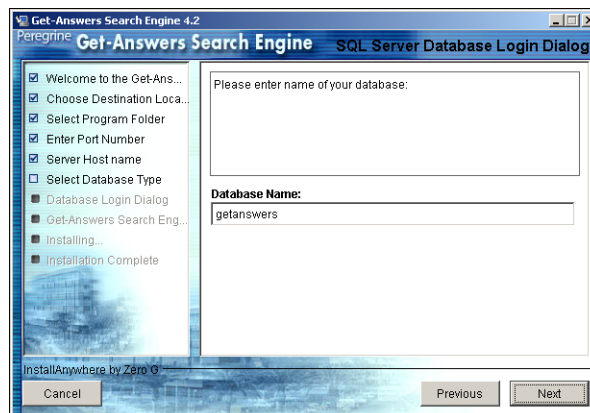 Get-Answers Search Engine 4.2
Peregrine Get-Answers Search Engine
SQL Server Database Login Dialog
Welcome to the Get-Ans...
Choose Destination Loca...
Select Program Folder
Enter Port Number
Server Host name
Select Database Type
Database Login Dialog
Get-Answers Search Eng...
Installing...
Installation Complete
Please enter name of your database:
Database Name:
getanswers
InstallAnywhere by Zero G
Cancel
Previous
Next